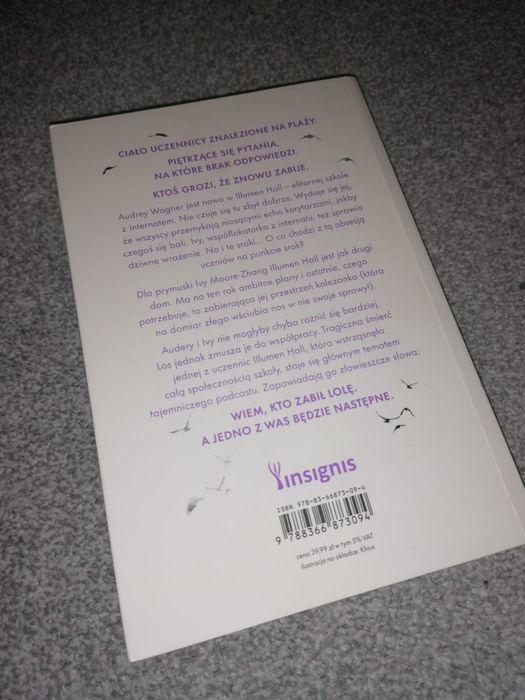 CIAŁO UCZENNICY ZNALEZIONE NA PLAŻY.
PIĘTRZĄCE SIĘ PYTANIA,
NA KTÓRE BRAK ODPOWIEDZI.
KTOŚ GROZI, ŻE ZNOWU ZABIJE.
Audrey Wagner jest nowa w Illumen Hall – elitarnej szkole
z internatem. Nie czuje się tu zbyt dobrze. Wydaje się jej,
że wszyscy przemykają niosącymi echo korytarzami, jakby
czegoś się bali. Ivy, współlokatorka z internatu, też sprawia
dziwne wrażenie. No i te sroki... O co chodzi z tą obsesją
uczniów na punkcie srok?
Dla prymuski Ivy Moore-Zhang Illumen Hall jest jak drugi
dom. Ma na ten rok ambitne plany i ostatnie, czego
potrzebuje, to zabierająca jej przestrzeń koleżanka (która
na domiar złego wściubia nos w nie swoje sprawy!).
Audery i Ivy nie mogłyby chyba różnić się bardziej.
Los jednak zmusza je do współpracy. Tragiczna śmierć
jednej z uczennic Illumen Hall, która wstrząsnęła
całą społecznością szkoły, staje się głównym tematem
tajemniczego podcastu. Zapowiadają go złowieszcze słowa:
WIEM, KTO ZABIŁ LOLĘ.
A JEDNO Z WAS BĘDZIE NASTĘPNE.
insignis
ISBN 978-83-66873-09-4
9 788366 873094
cena 39,99 zł w tym 5% VAT
Ilustracja na okładce: Khius